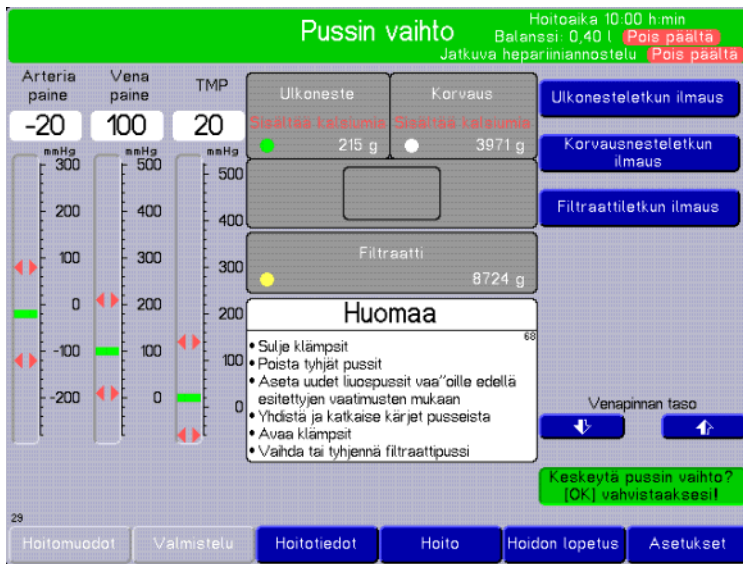 Pussin vaihto
Hoitoaika 10:00 h:min
Balanssi: 0,40 l Pois päältä
Jatkuva hepariiniannostelu Pois päältä
Arteria paine
Vena paine
TMP
-20
100
20
mmHg
mmHg
mmHg
300
200
100
0
-100
-200
500
400
300
200
100
0
500
400
300
200
100
0
Ulkoneste
Sisältää kalsiumia
215 g
Korvaus
Sisältää kalsiumia
3971 g
Filtraatti
8724 g
Huomaa
68
• Sulje klämpsit
• Poista tyhjät pussit
• Aseta uudet liuospussit vaa"oille edellä
esitettyjen vaatimusten mukaan
• Yhdistä ja katkaise kärjet pusseista
• Avaa klämpsit
• Vaihda tai tyhjennä filtraattipussi
Ulkonesteletkun ilmaus
Korvausnesteletkun
ilmaus
Filtraattiletkun ilmaus
Venapinnan taso
Keskeytä pussin vaihto?
[OK] vahvistaaksesi!
29
Hoitomuodot
Valmistelu
Hoitotiedot
Hoito
Hoidon lopetus
Asetukset